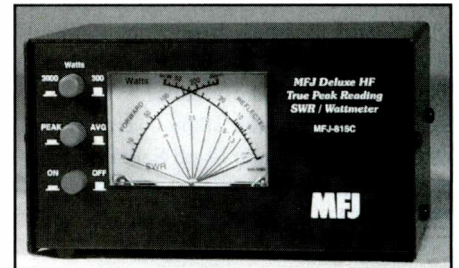 Watts
3000 300
PEAK AVG
ON OFF
Watts
FORWARD
REFLECTED
SWR
MFJ Deluxe HF
True Peak Reading
SWR / Wattmeter
MFJ-815C
MFJ